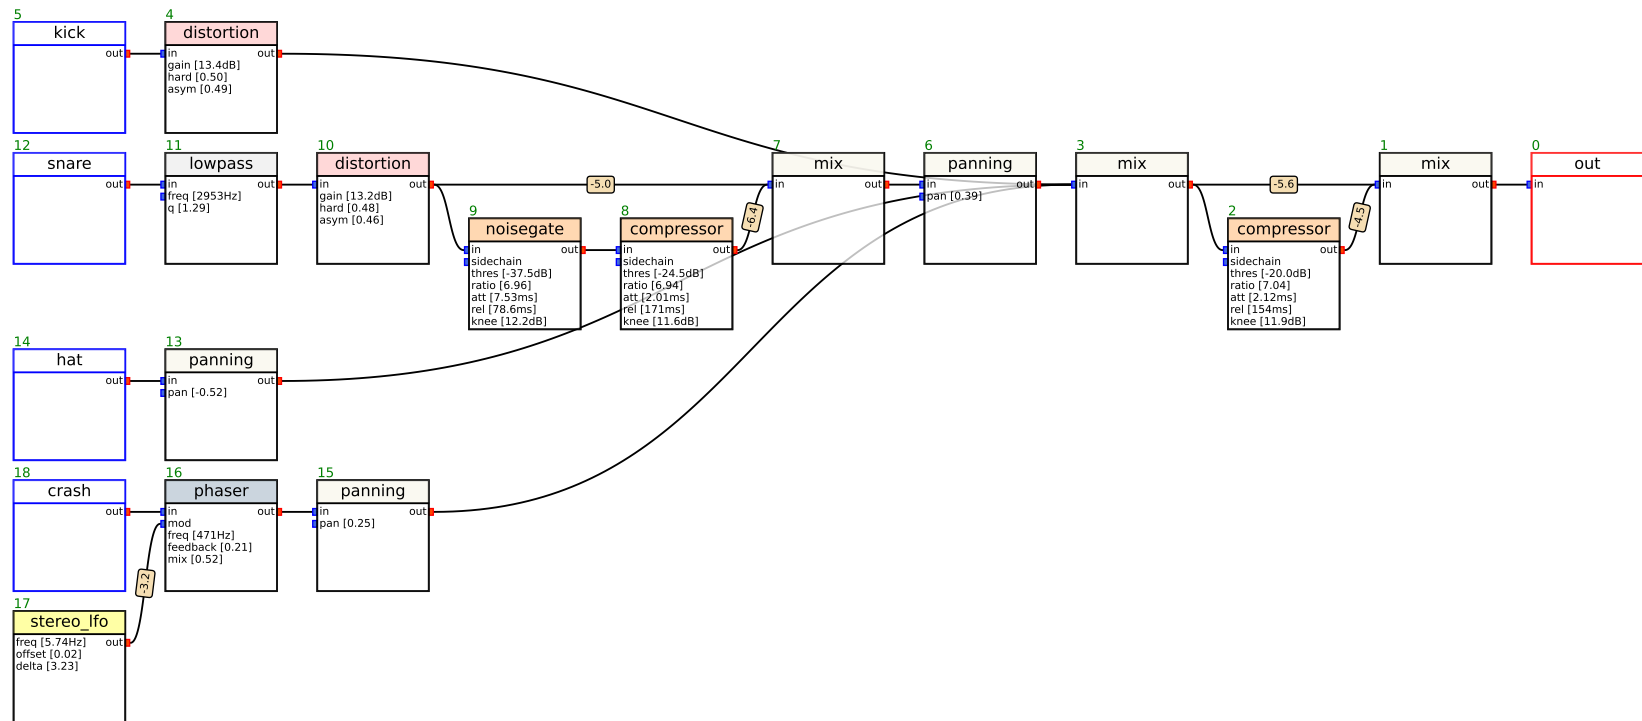 5
kick
out
4
distortion
in out
gain [13.4dB]
hard [0.50]
asym [0.49]
12
snare
out
11
lowpass
in out
freq [2953Hz]
q [1.29]
10
distortion
in out
gain [13.2dB]
hard [0.48]
asym [0.46]
-5.0
9
noisegate
in out
sidechain
thres [-37.5dB]
ratio [6.96]
att [7.53ms]
rel [78.6ms]
knee [12.2dB]
8
compressor
in out
sidechain
thres [-24.5dB]
ratio [6.94]
att [2.01ms]
rel [171ms]
knee [11.6dB]
-6.4
7
mix
in out
6
panning
in out
pan [0.39]
3
mix
in out
-5.6
2
compressor
in out
sidechain
thres [-20.0dB]
ratio [7.04]
att [2.12ms]
rel [154ms]
knee [11.9dB]
-4.5
1
mix
in out
0
out
in
14
hat
out
13
panning
in out
pan [-0.52]
18
crash
out
16
phaser
in out
mod
freq [471Hz]
feedback [0.21]
mix [0.52]
15
panning
in out
pan [0.25]
-3.2
17
stereo_lfo
freq [5.74Hz] out
offset [0.02]
delta [3.23]